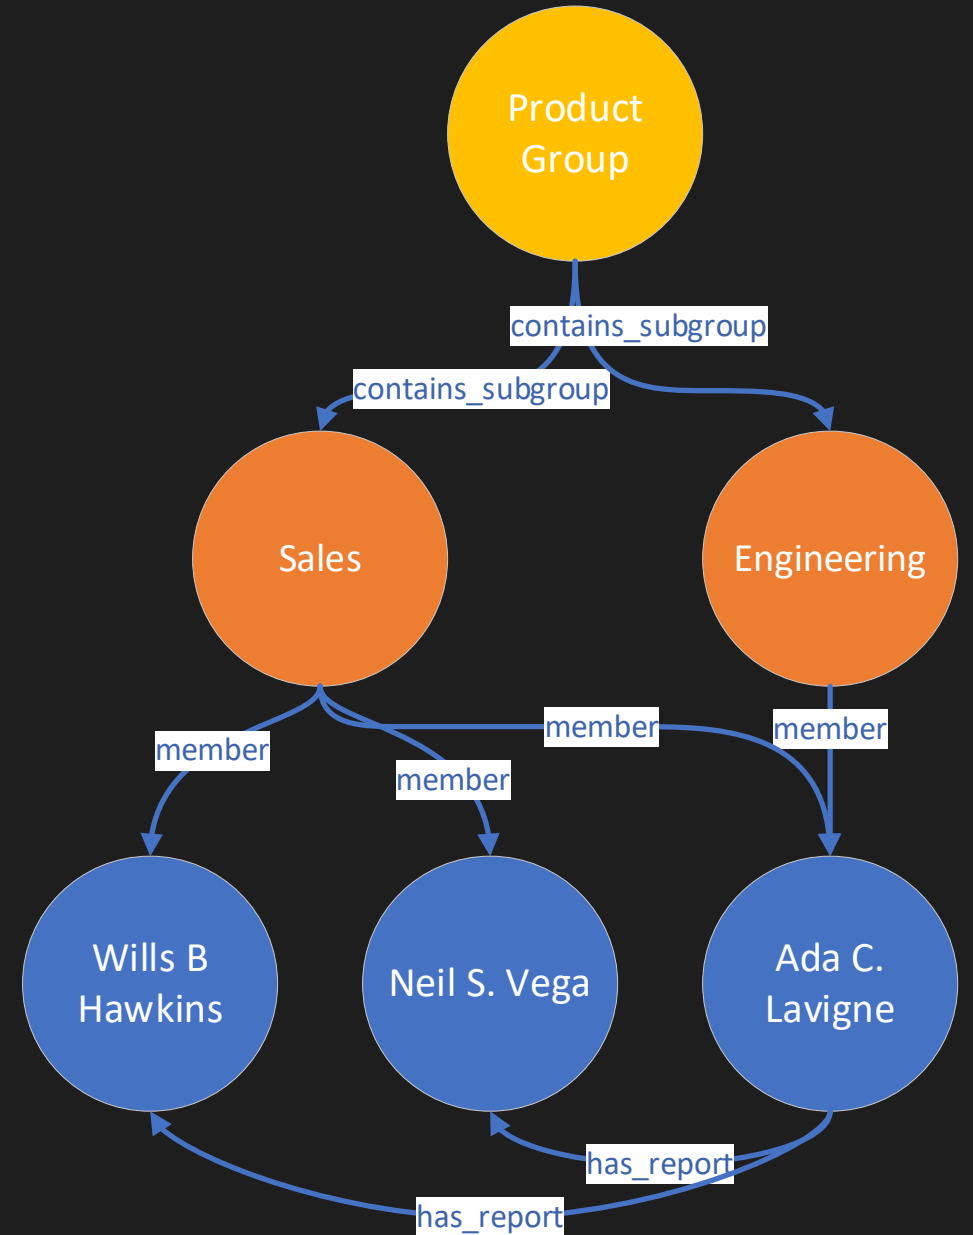 Product
Group
contains_subgroup
contains_subgroup
Sales
Engineering
member
member
member
member
Wills B
Hawkins
Neil S. Vega
Ada C.
Lavigne
has_report
has_report